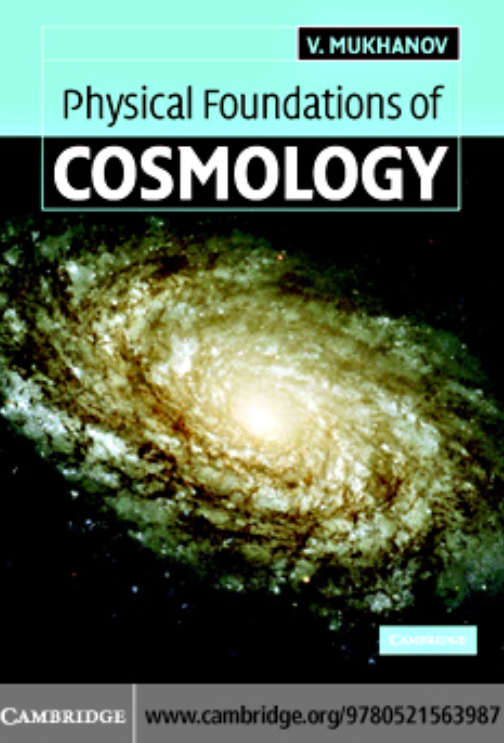 V. MUKHANOV
Physical Foundations of
COSMOLOGY
CAMBRIDGE
CAMBRIDGE www.cambridge.org/9780521563987